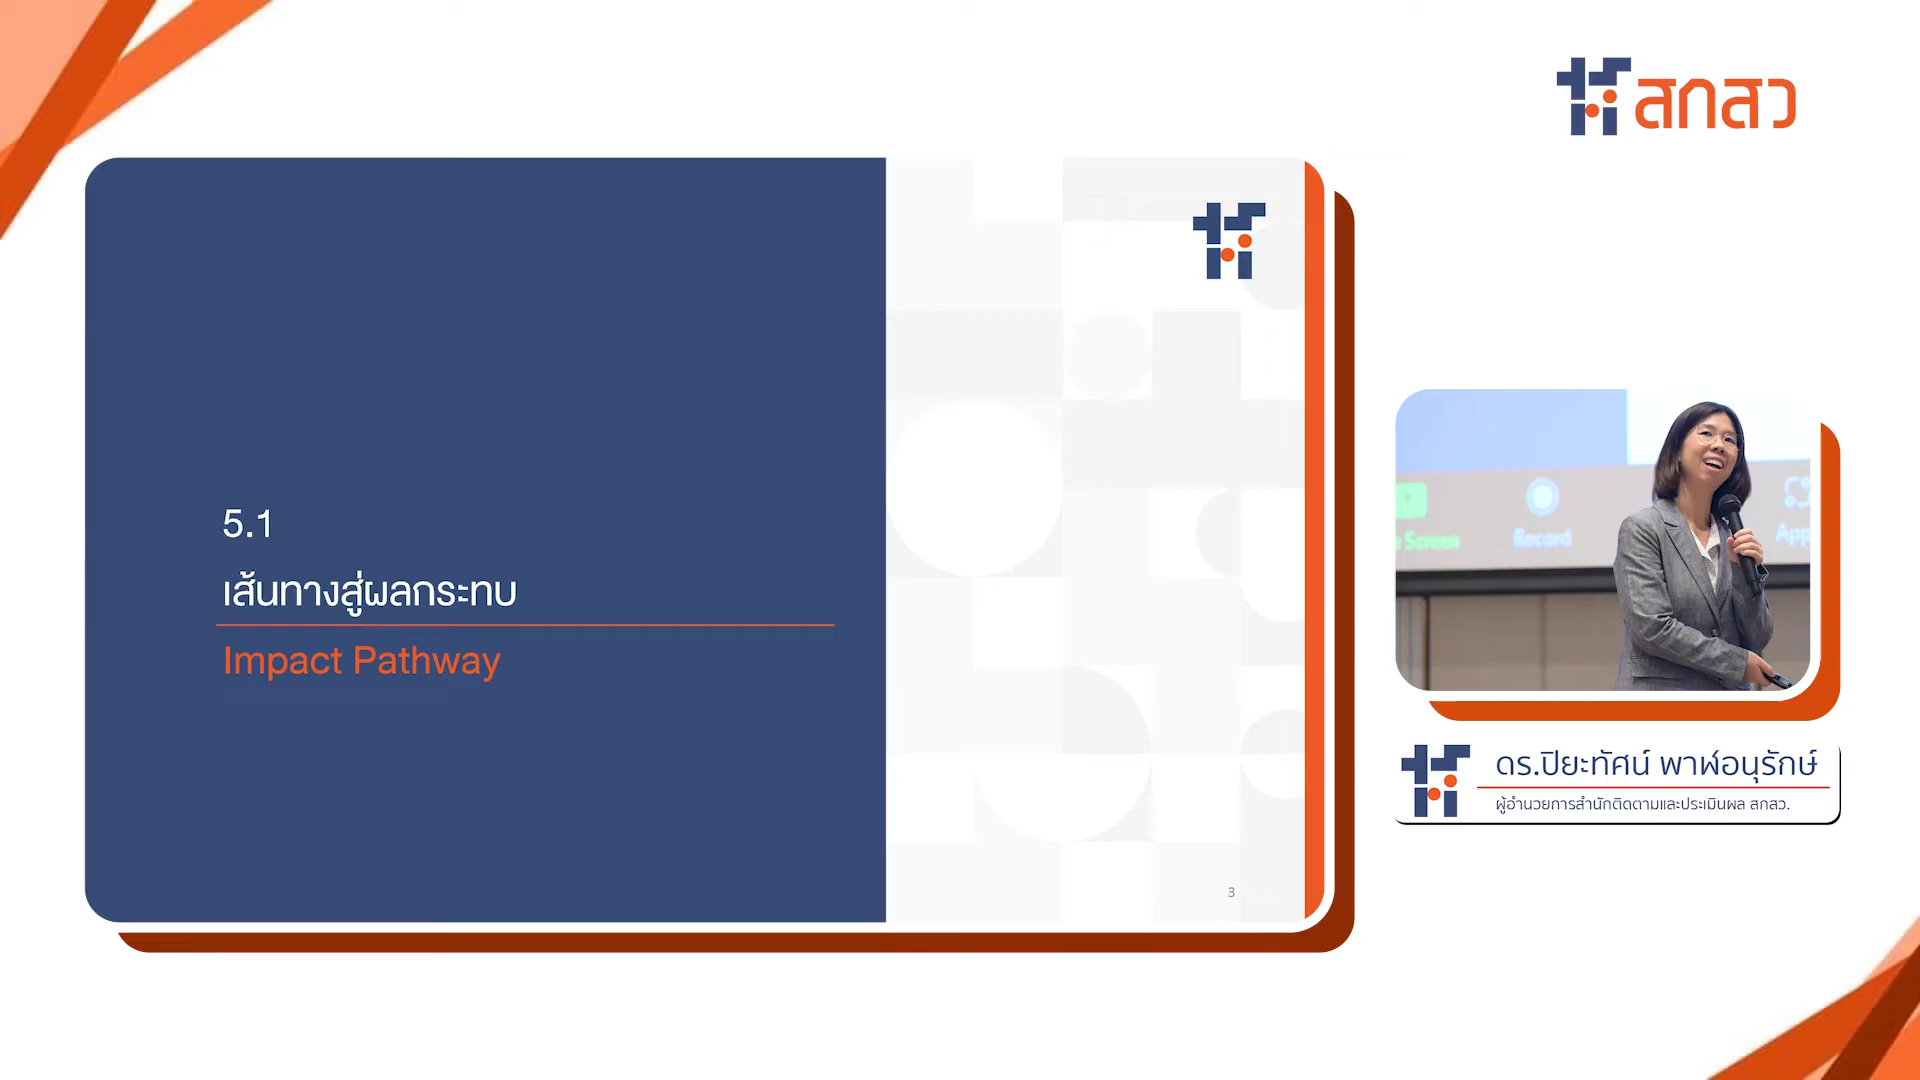 สกสว
5.1
เส้นทางสู่ผลกระทบ
Impact Pathway
3
Screen
Record
App
ดร.ปิยะทัศน์ พาฬอนุรักษ์
ผู้อำนวยการสำนักติดตามและประเมินผล สกสว.